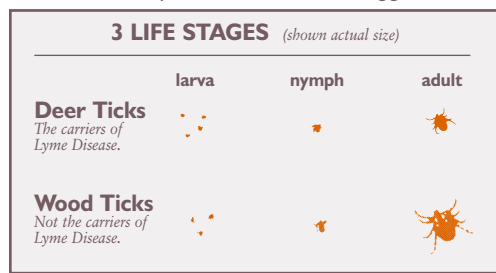 3 LIFE STAGES (shown actual size)
larva nymph adult
Deer Ticks
The carriers of
Lyme Disease.
Wood Ticks
Not the carriers of
Lyme Disease.